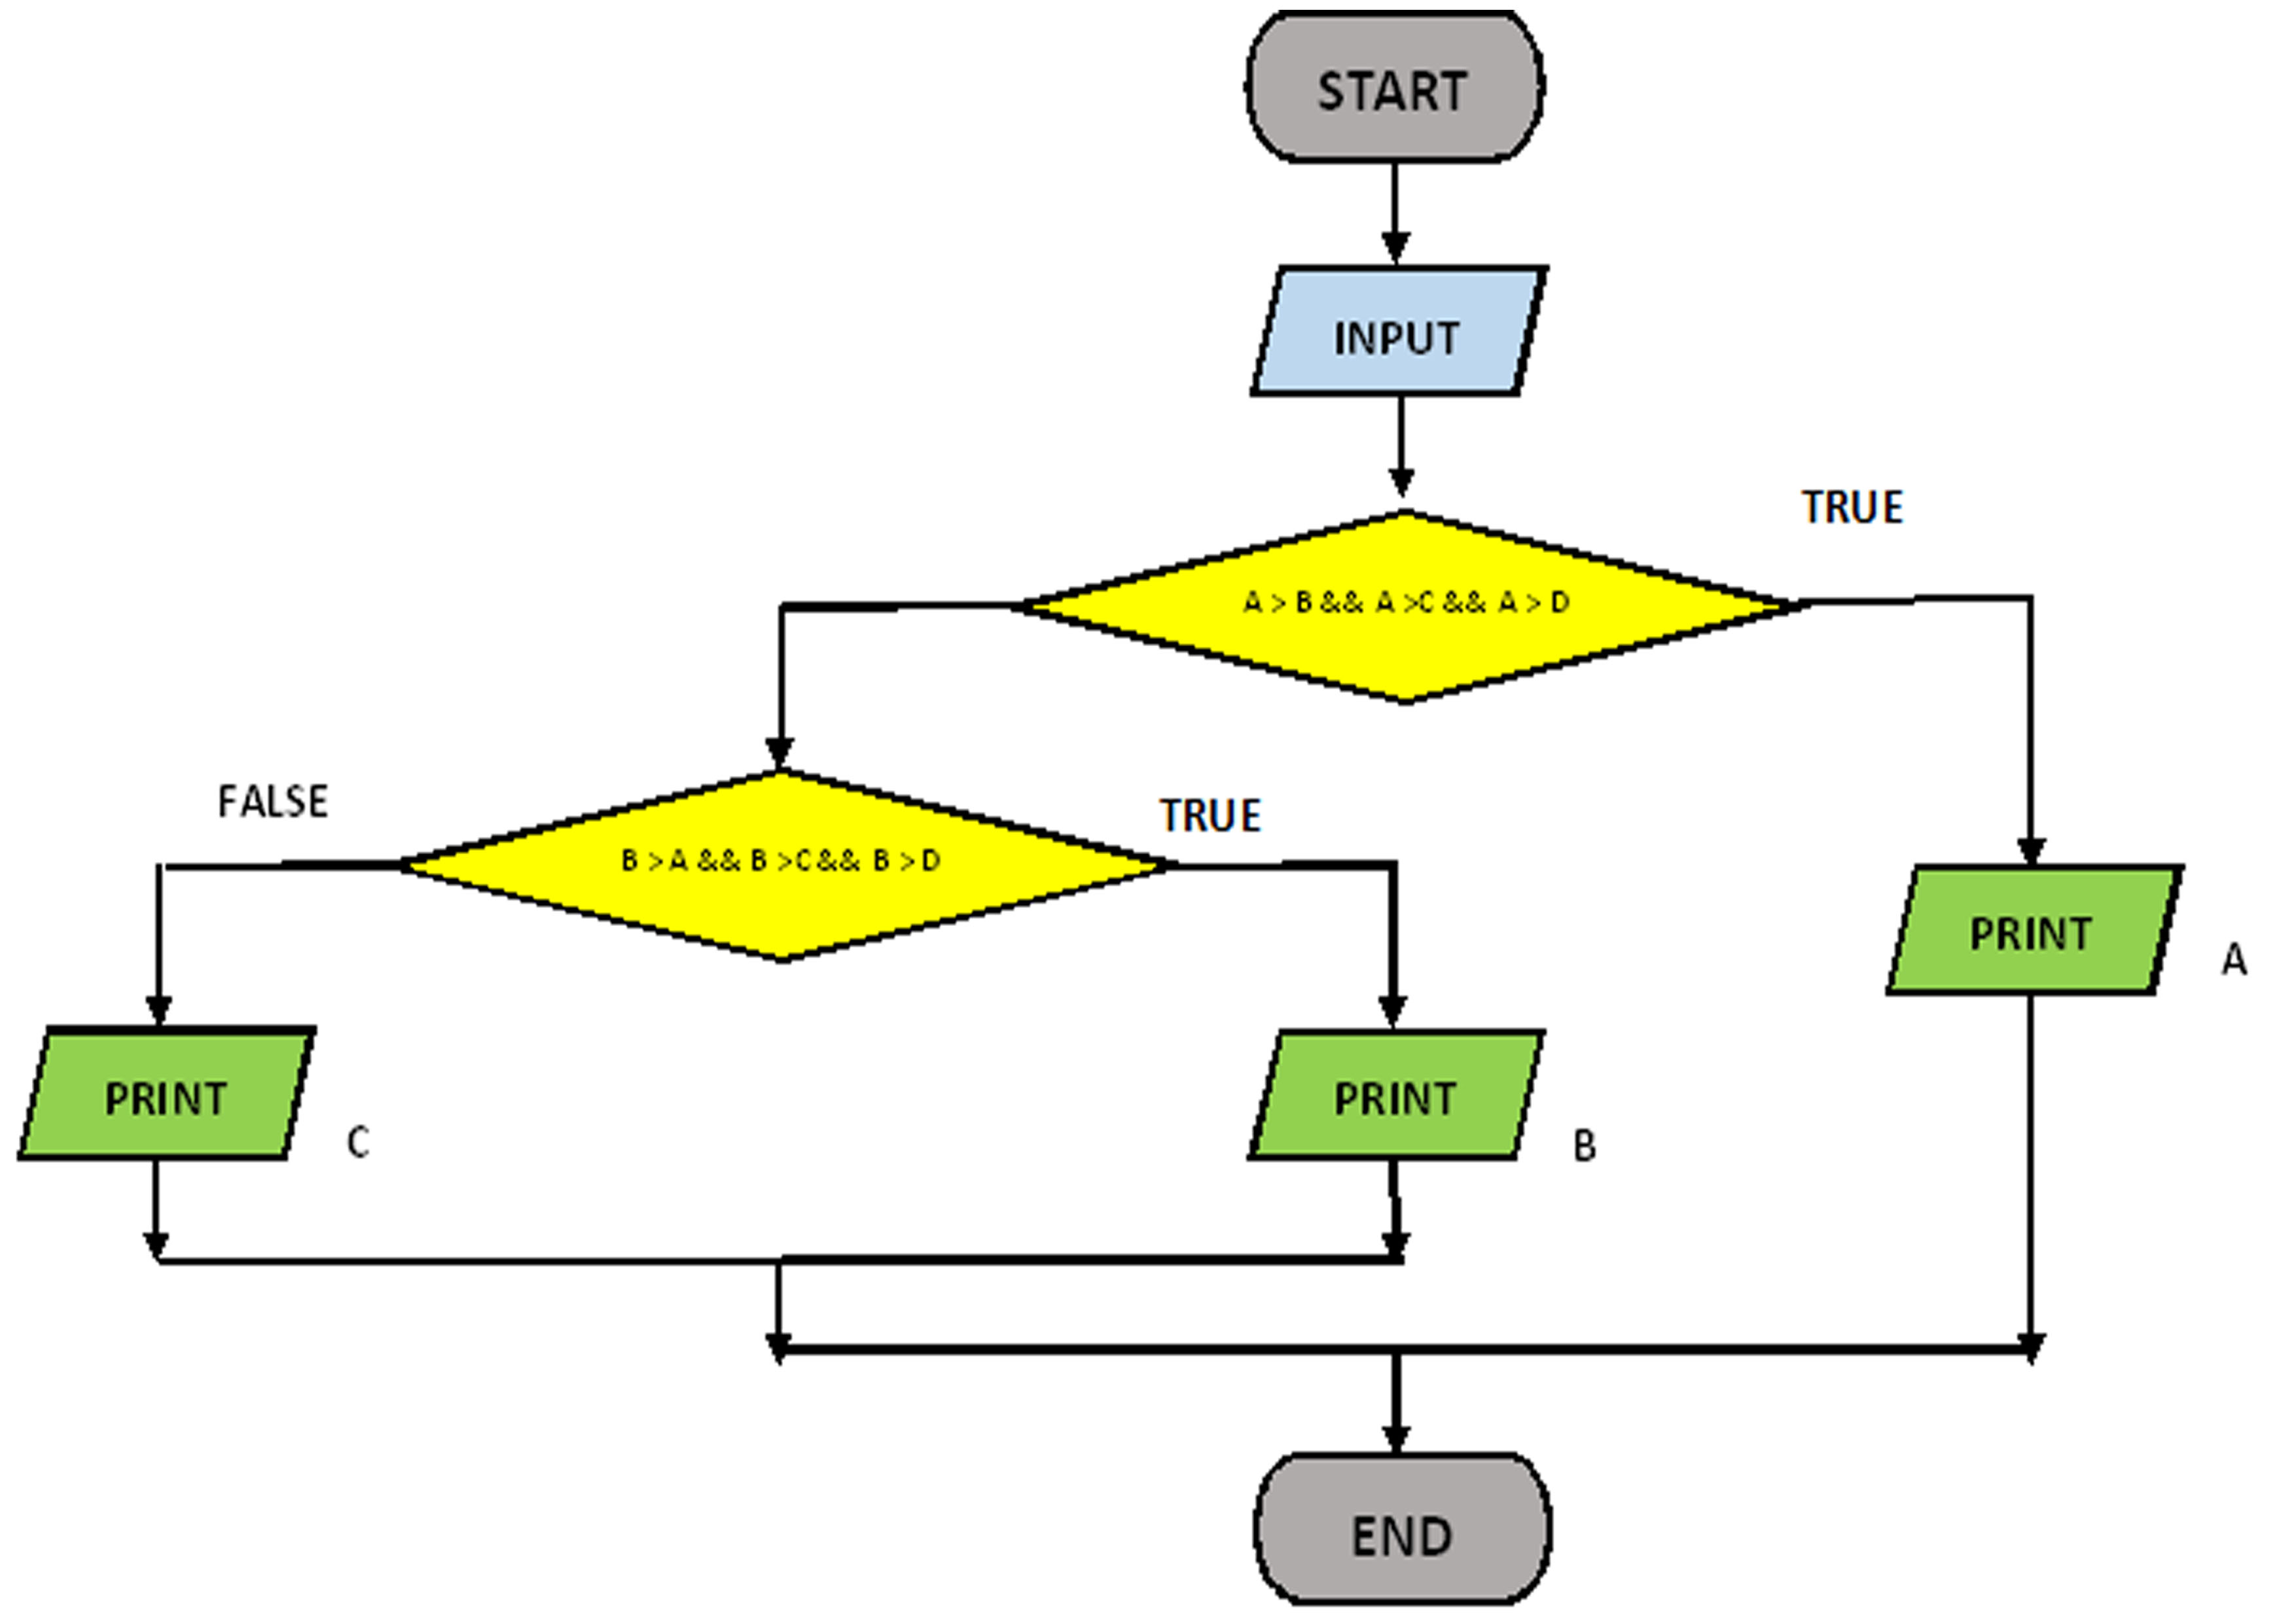 START
INPUT
TRUE
A > B && A >C && A > D
FALSE
TRUE
B > A && B >C && B > D
PRINT
A
PRINT
C
PRINT
B
END